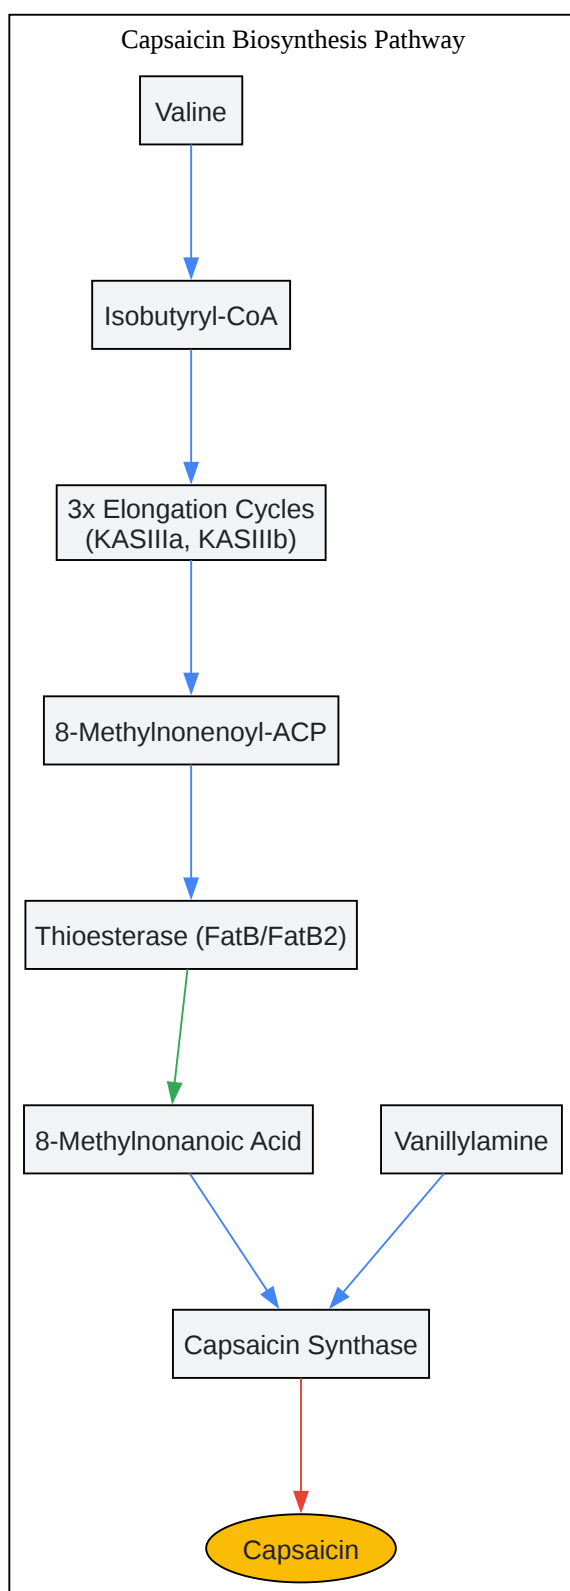 Capsaicin Biosynthesis Pathway
Valine
Isobutyryl-CoA
3x Elongation Cycles
(KASIIIa, KASIIIb)
8-Methylnonenoyl-ACP
Thioesterase (FatB/FatB2)
8-Methylnonanoic Acid
Vanillylamine
Capsaicin Synthase
Capsaicin